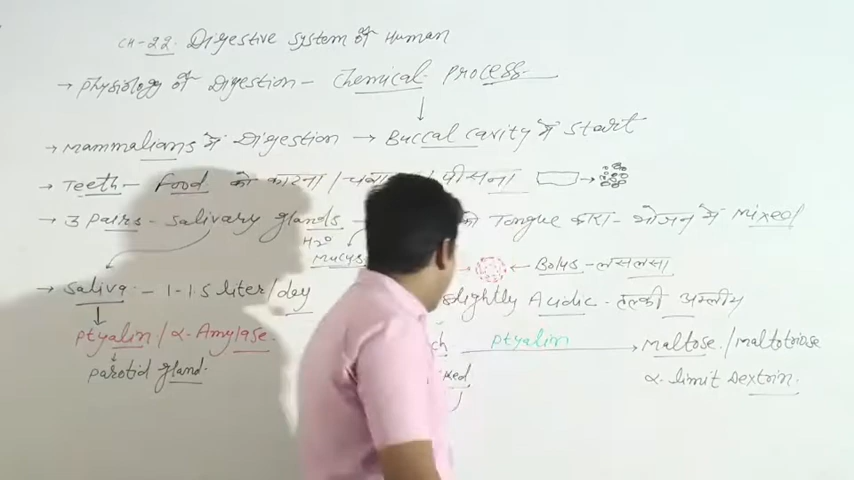 CH-22. Digestive System of Human
→ Physiology of Digestion - Chemical Process
→ Mammalians में Digestion → Buccal cavity में Start
→ Teeth - Food को काटना / पीसना
→ 3 Pairs - Salivary glands को Tongue द्वारा - भोजन में mixed
H2O
Mucus
← Bolus - लसलसा
→ Saliva - 1-1.5 liter/day Slightly Acidic - हल्की अम्लीय
Ptyalin / α-Amylase
Ptyalin → Maltose / maltotriose
Parotid gland
α-limit Dextrin